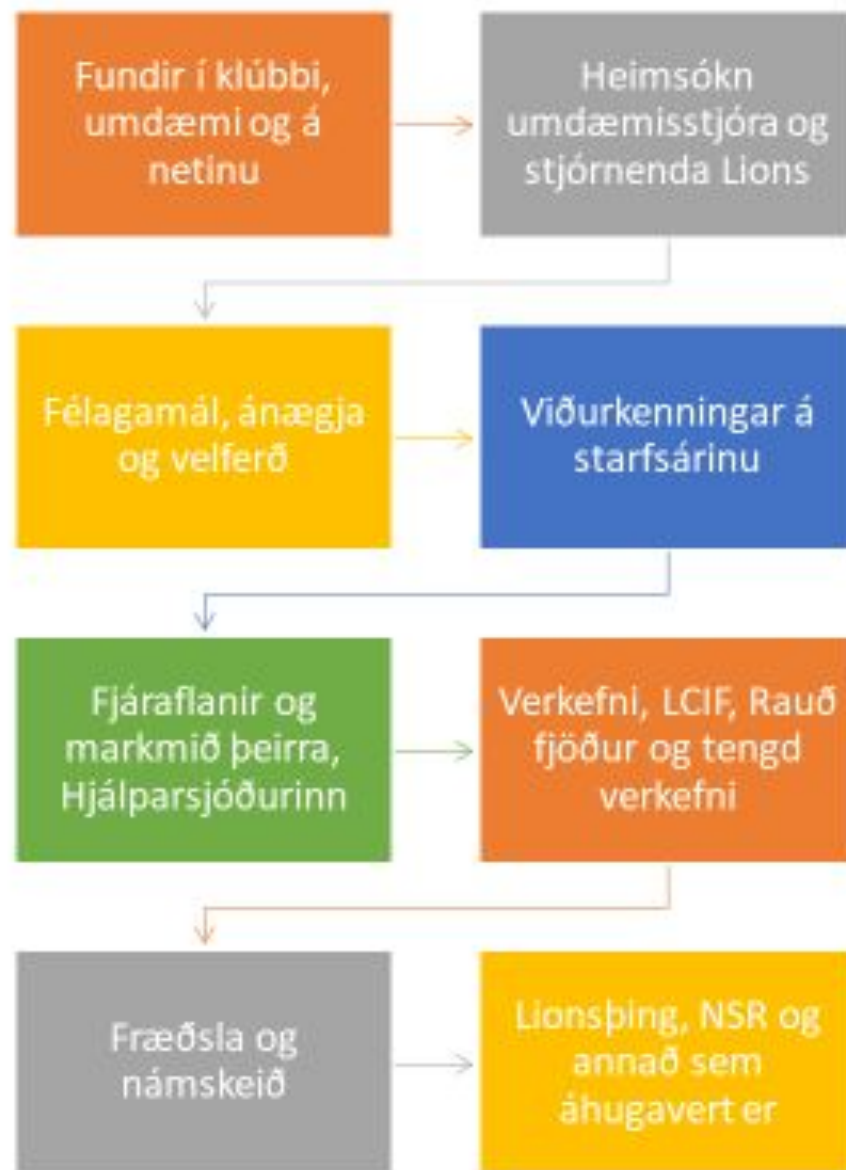 Fundir í klúbbi,
umdæmi og á
netinu
Heimsókn
umdæmisstjóra og
stjórnenda Lions
Félagamál, ánægja
og velferð
Viðurkenningar á
starfsárinu
Fjáraflanir og
markmið þeirra,
Hjálparsjóðurinn
Verkefni, LCIF, Rauð
fjöður og tengd
verkefni
Fræðsla og
námskeið
Lionsþing, NSR og
annað sem
áhugavert er